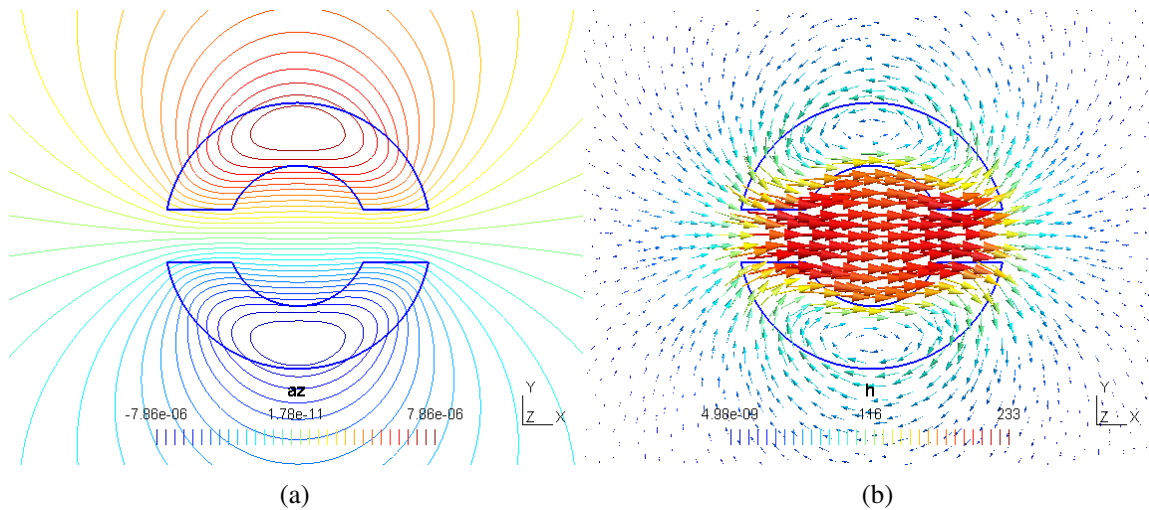 az
-7.86e-06 1.78e-11 7.86e-06
Y
Z X
h
4.98e-09 116 233
Y
Z X
(a)
(b)